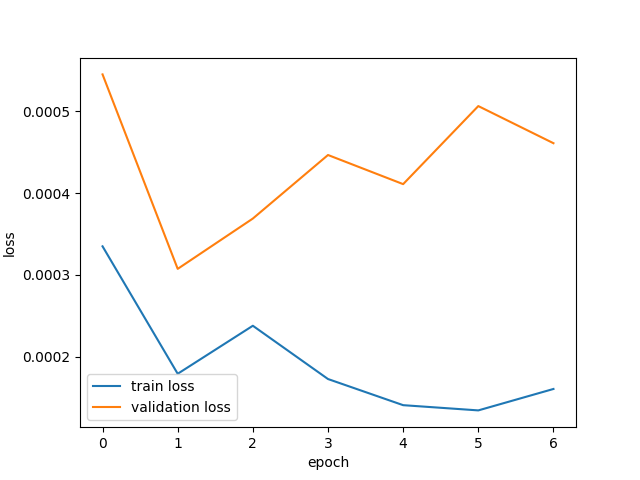 0.0005
0.0004
0.0003
0.0002
loss
train loss
validation loss
0 1 2 3 4 5 6
epoch